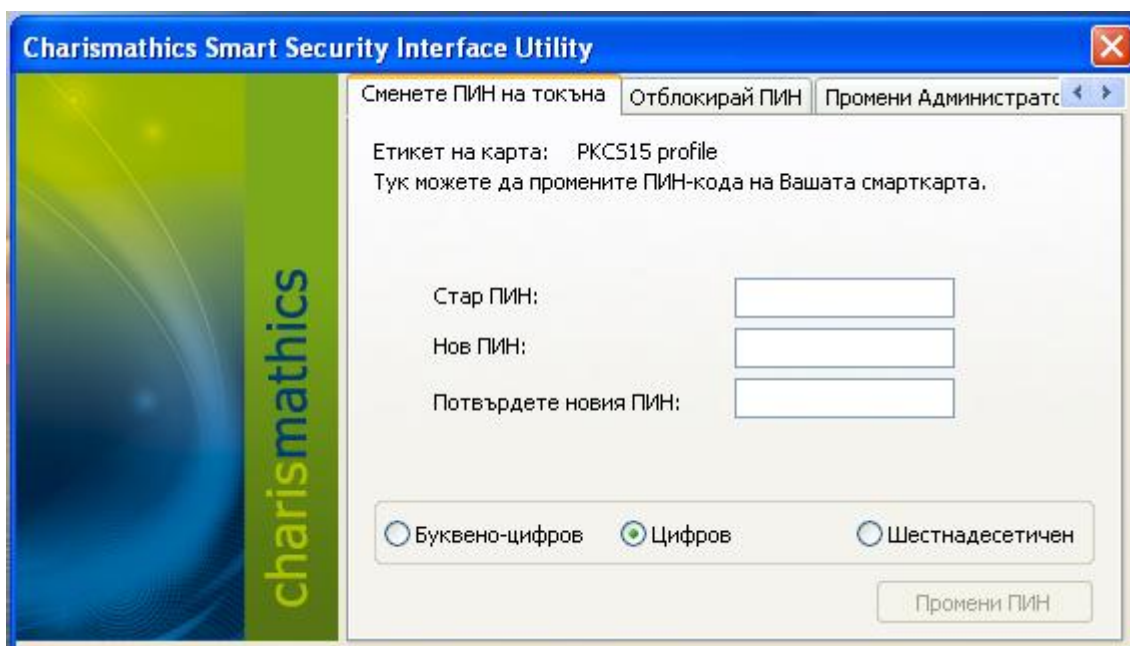 Charismathics Smart Security Interface Utility
Сменете ПИН на токъна
Отблокирай ПИН
Промени Администратс
Етикет на карта: PKCS15 profile
Тук можете да промените ПИН-кода на Вашата смарткарта.
Стар ПИН:
Нов ПИН:
Потвърдете новия ПИН:
Буквено-цифров
Цифров
Шестнадесетичен
Промени ПИН
charismathics